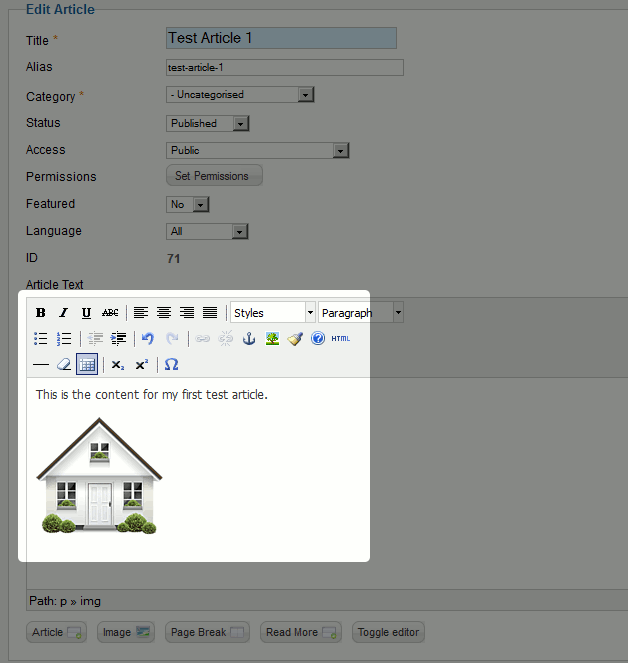 Edit Article
Title * Test Article 1
Alias test-article-1
Category * - Uncategorised
Status Published
Access Public
Permissions Set Permissions
Featured No
Language All
ID 71
Article Text
B I U ABC Styles Paragraph
HTML
x₂ x² Ω
This is the content for my first test article.
Path: p » img
Article Image Page Break Read More Toggle editor